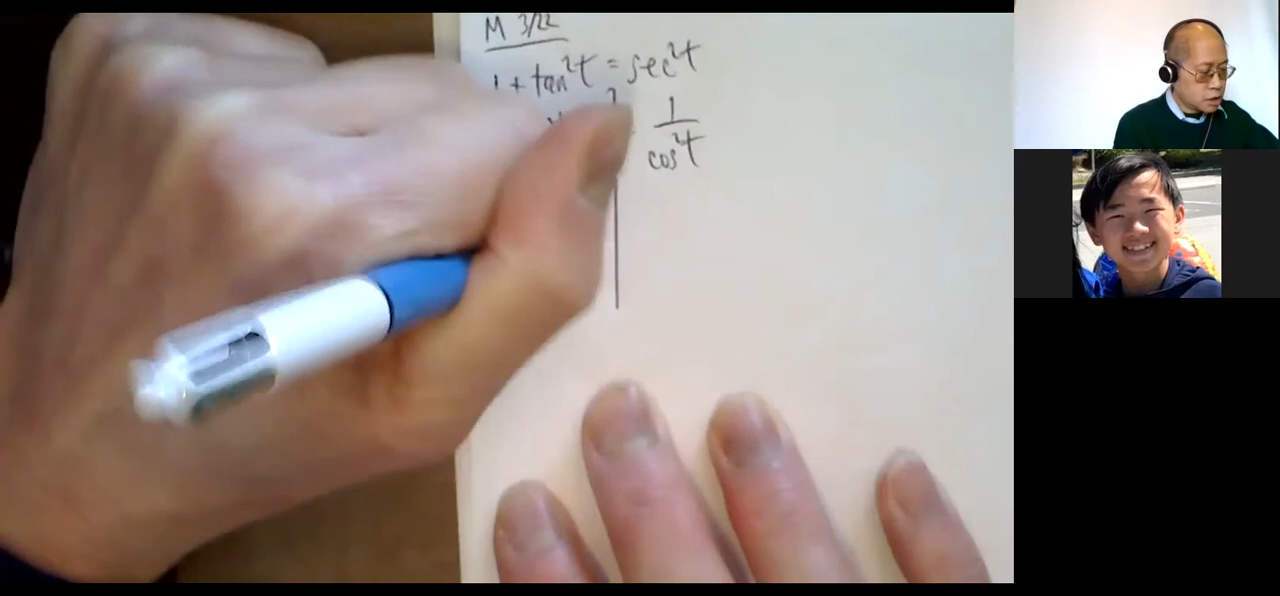 M 3/22
1 + tan²t = sec²t
1
cos²t